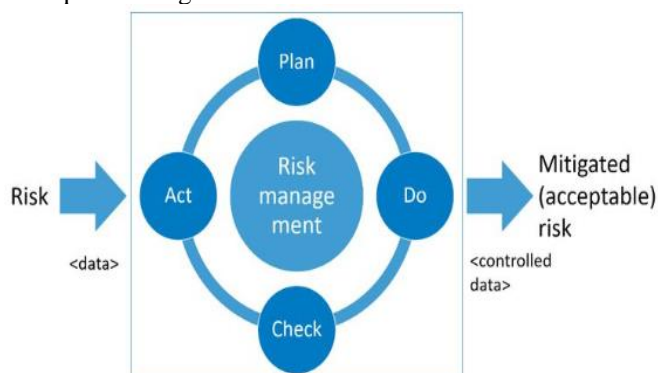 Plan
Risk
<data>
Act
Risk
manage
ment
Do
Check
Mitigated
(acceptable)
risk
<controlled
data>